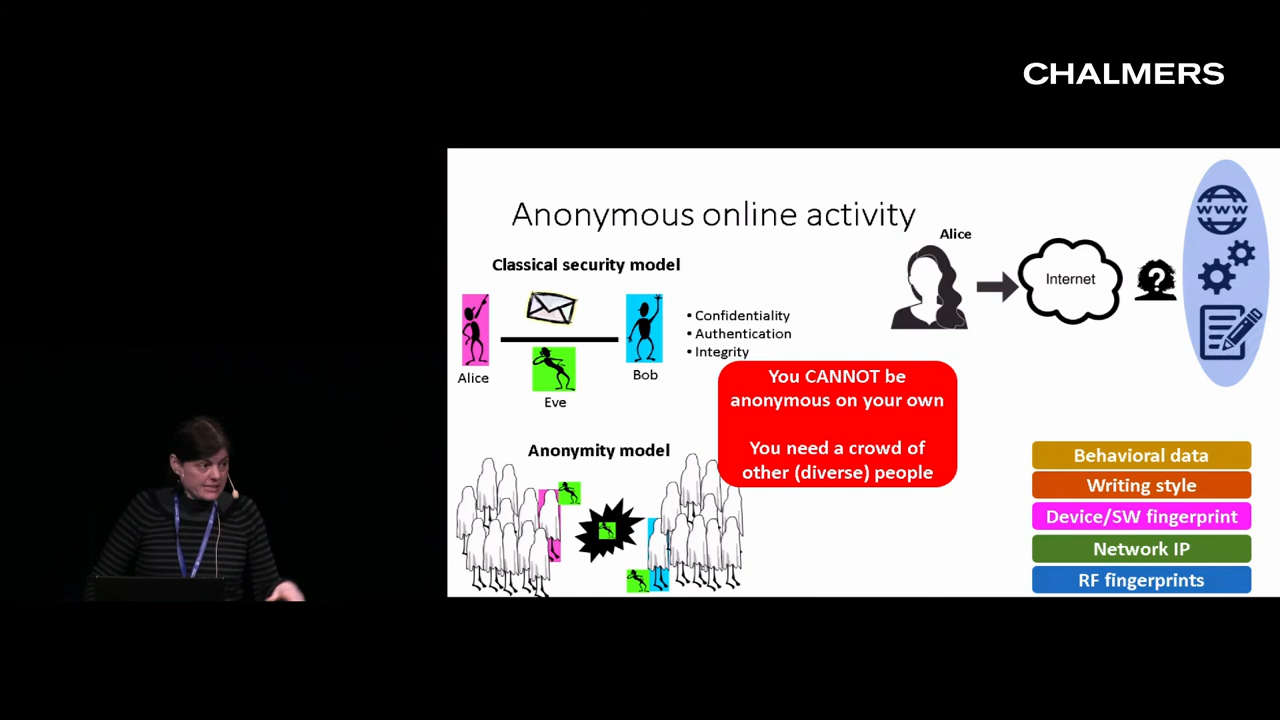 CHALMERS
Anonymous online activity
Classical security model
Alice
Eve
Bob
• Confidentiality
• Authentication
• Integrity
Alice
Internet
?
WWW
You CANNOT be
anonymous on your own
You need a crowd of
other (diverse) people
Anonymity model
Behavioral data
Writing style
Device/SW fingerprint
Network IP
RF fingerprints